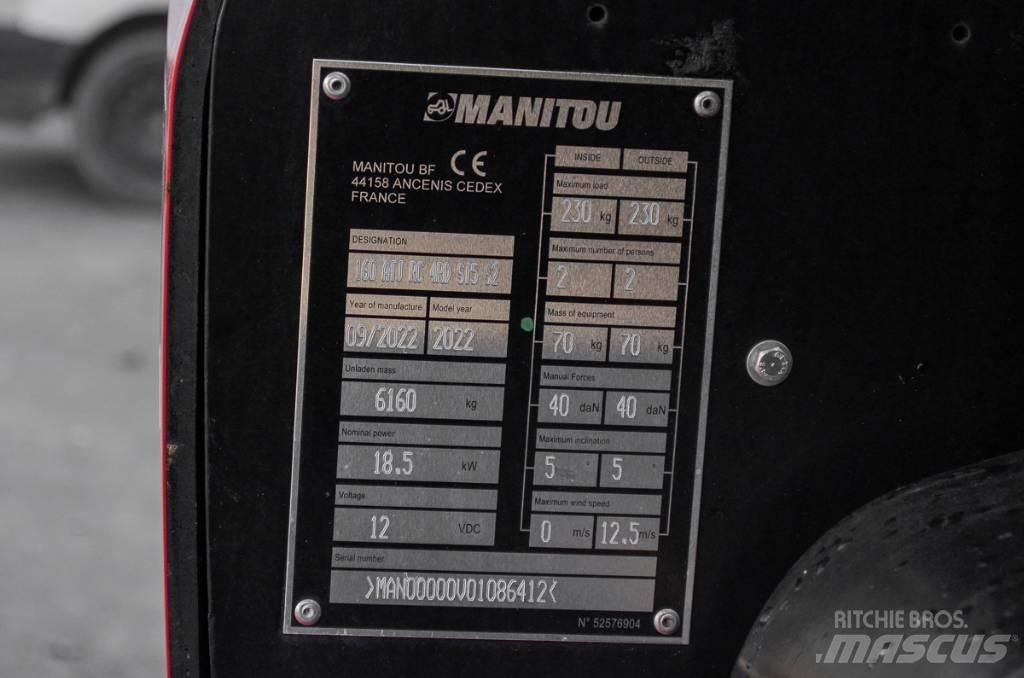 MANITOU
MANITOU BF CE
44158 ANCENIS CEDEX
FRANCE
DESIGNATION
160 ATJ RC 4RD ST5 S2
Year of manufacture Model year
09/2022 2022
Unladen mass
6160 kg
Nominal power
18.5 kW
Voltage
12 VDC
INSIDE OUTSIDE
Maximum load
230 kg 230 kg
Maximum number of persons
2 2
Mass of equipment
70 kg 70 kg
Manual Forces
40 daN 40 daN
Maximum inclination
5 ° 5 °
Maximum wind speed
0 m/s 12.5 m/s
Serial number
>MAN00000V01086412<
N° 52576904
RITCHIE BROS.
MASCUS